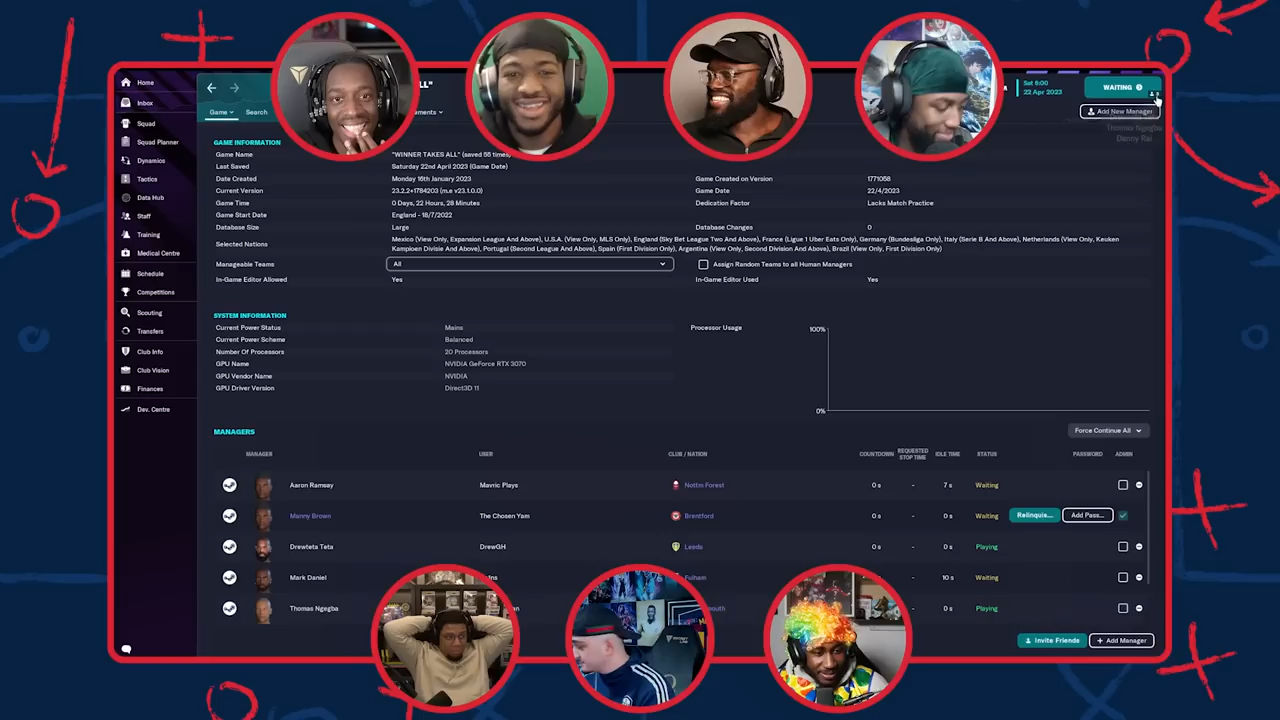 Home
Inbox
Squad
Squad Planner
Dynamics
Tactics
Data Hub
Staff
Training
Medical Centre
Schedule
Competitions
Scouting
Transfers
Club Info
Club Vision
Finances
Dev. Centre
ALL"
Sat 6:00
22 Apr 2023
WAITING
Game
Search
Add New Manager
Thomas Ngegba
Danny Rai
GAME INFORMATION
Game Name "WINNER TAKES ALL" (saved 55 times)
Last Saved Saturday 22nd April 2023 (Game Date)
Date Created Monday 16th January 2023 Game Created on Version 1771058
Current Version 23.2.2+1784203 (m.e v23.1.0.0) Game Date 22/4/2023
Game Time 0 Days, 22 Hours, 28 Minutes Dedication Factor Lacks Match Practice
Game Start Date England - 18/7/2022
Database Size Large Database Changes 0
Selected Nations Mexico (View Only, Expansion League And Above), U.S.A. (View Only, MLS Only), England (Sky Bet League Two And Above), France (Ligue 1 Uber Eats Only), Germany (Bundesliga Only), Italy (Serie B And Above), Netherlands (View Only, Keuken
Kampioen Divisie And Above), Portugal (Second League And Above), Spain (First Division Only), Argentina (View Only, Second Division And Above), Brazil (View Only, First Division Only)
Manageable Teams All Assign Random Teams to all Human Managers
In-Game Editor Allowed Yes In-Game Editor Used Yes
SYSTEM INFORMATION
Current Power Status Mains Processor Usage 100%
Current Power Scheme Balanced
Number Of Processors 20 Processors
GPU Name NVIDIA GeForce RTX 3070
GPU Vendor Name NVIDIA
GPU Driver Version Direct3D 11
0%
MANAGERS Force Continue All
MANAGER USER CLUB / NATION COUNTDOWN REQUESTED STOP TIME IDLE TIME STATUS PASSWORD ADMIN
Aaron Ramsay Mavric Plays Nottm Forest 0 s - 7 s Waiting
Manny Brown The Chosen Yam Brentford 0 s - 0 s Waiting Relinquis... Add Pass...
Drewteta Teta DrewGH Leeds 0 s - 0 s Playing
Mark Daniel Fulham 0 s - 10 s Waiting
Thomas Ngegba 0 s - 0 s Playing
Invite Friends Add Manager